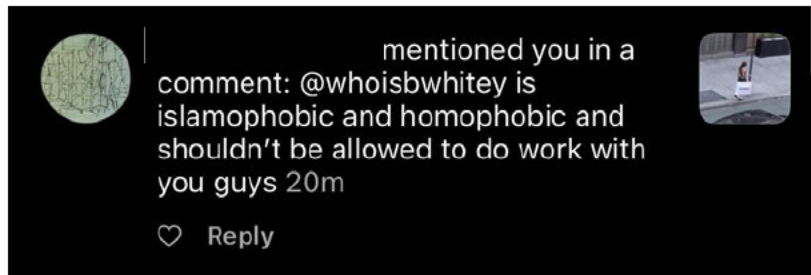 mentioned you in a
comment: @whoisbwhitey is
islamophobic and homophobic and
shouldn't be allowed to do work with
you guys 20m
Reply